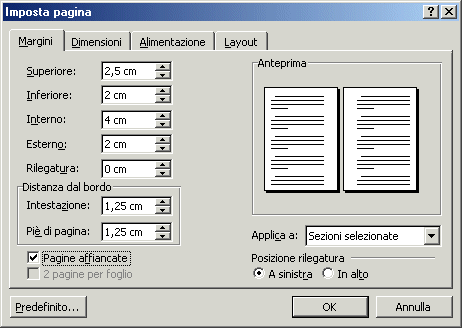 Imposta pagina
Margini Dimensioni Alimentazione Layout
Superiore: 2,5 cm
Inferiore: 2 cm
Interno: 4 cm
Esterno: 2 cm
Rilegatura: 0 cm
Distanza dal bordo
Intestazione: 1,25 cm
Piè di pagina: 1,25 cm
Pagine affiancate
2 pagine per foglio
Anteprima
Applica a: Sezioni selezionate
Posizione rilegatura
A sinistra In alto
Predefinito... OK Annulla